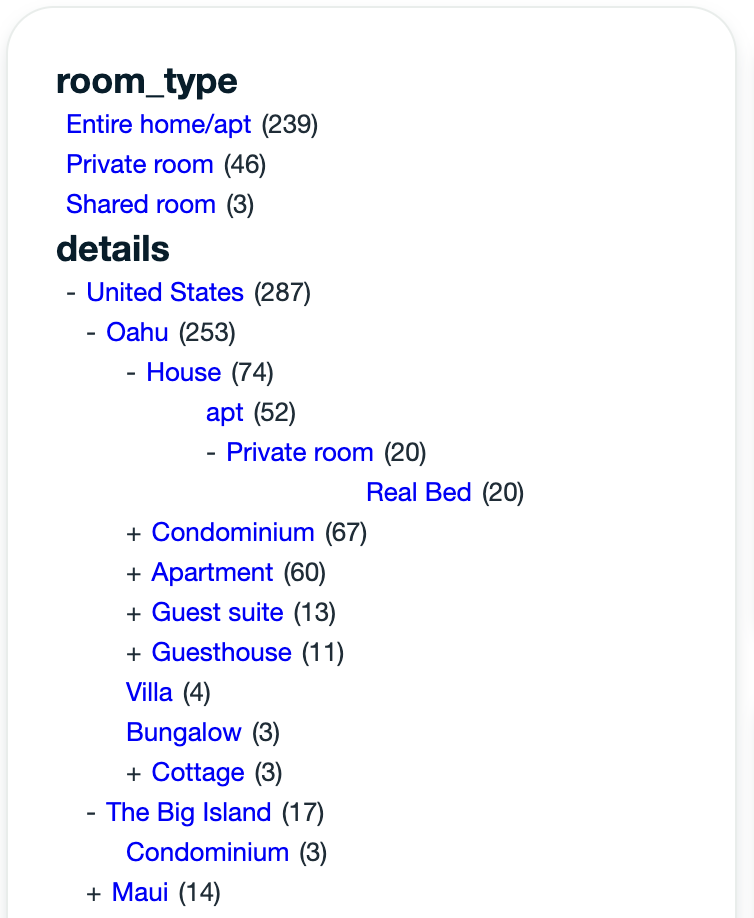 room_type
Entire home/apt (239)
Private room (46)
Shared room (3)
details
- United States (287)
- Oahu (253)
- House (74)
apt (52)
- Private room (20)
Real Bed (20)
+ Condominium (67)
+ Apartment (60)
+ Guest suite (13)
+ Guesthouse (11)
Villa (4)
Bungalow (3)
+ Cottage (3)
- The Big Island (17)
Condominium (3)
+ Maui (14)